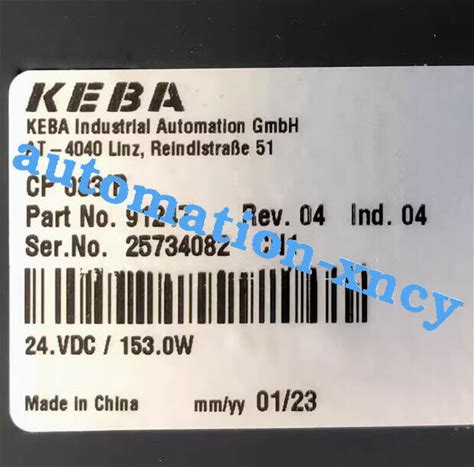 KEBA
KEBA Industrial Automation GmbH
AT-4040 Linz, Reindlstraße 51
CP
Part No. Rev. 04 Ind. 04
Ser.No. 25734082
24.VDC / 153.0W
Made in China mm/yy 01/23
automation-xncy